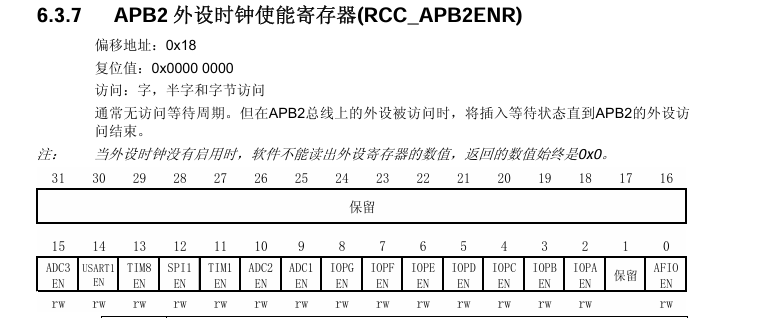 6.3.7 APB2 外设时钟使能寄存器(RCC_APB2ENR)
偏移地址：0x18
复位值：0x0000 0000
访问：字，半字和字节访问
通常无访问等待周期。但在APB2总线上的外设被访问时，将插入等待状态直到APB2的外设访
问结束。
注： 当外设时钟没有启用时，软件不能读出外设寄存器的数值，返回的数值始终是0x0。
31 30 29 28 27 26 25 24 23 22 21 20 19 18 17 16
保留
15 14 13 12 11 10 9 8 7 6 5 4 3 2 1 0
ADC3 USART1 TIM8 SPI1 TIM1 ADC2 ADC1 IOPG IOPF IOPE IOPD IOPC IOPB IOPA 保留 AFIO
EN EN EN EN EN EN EN EN EN EN EN EN EN EN EN
rw rw rw rw rw rw rw rw rw rw rw rw rw rw rw